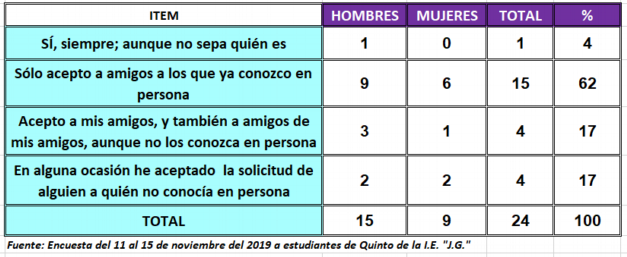 ITEM HOMBRES MUJERES TOTAL %
SÍ, siempre; aunque no sepa quién es 1 0 1 4
Sólo acepto a amigos a los que ya conozco en
persona 9 6 15 62
Acepto a mis amigos, y también a amigos de
mis amigos, aunque no los conozca en persona 3 1 4 17
En alguna ocasión he aceptado la solicitud de
alguien a quién no conocía en persona 2 2 4 17
TOTAL 15 9 24 100
Fuente: Encuesta del 11 al 15 de noviembre del 2019 a estudiantes de Quinto de la I.E. "J.G."